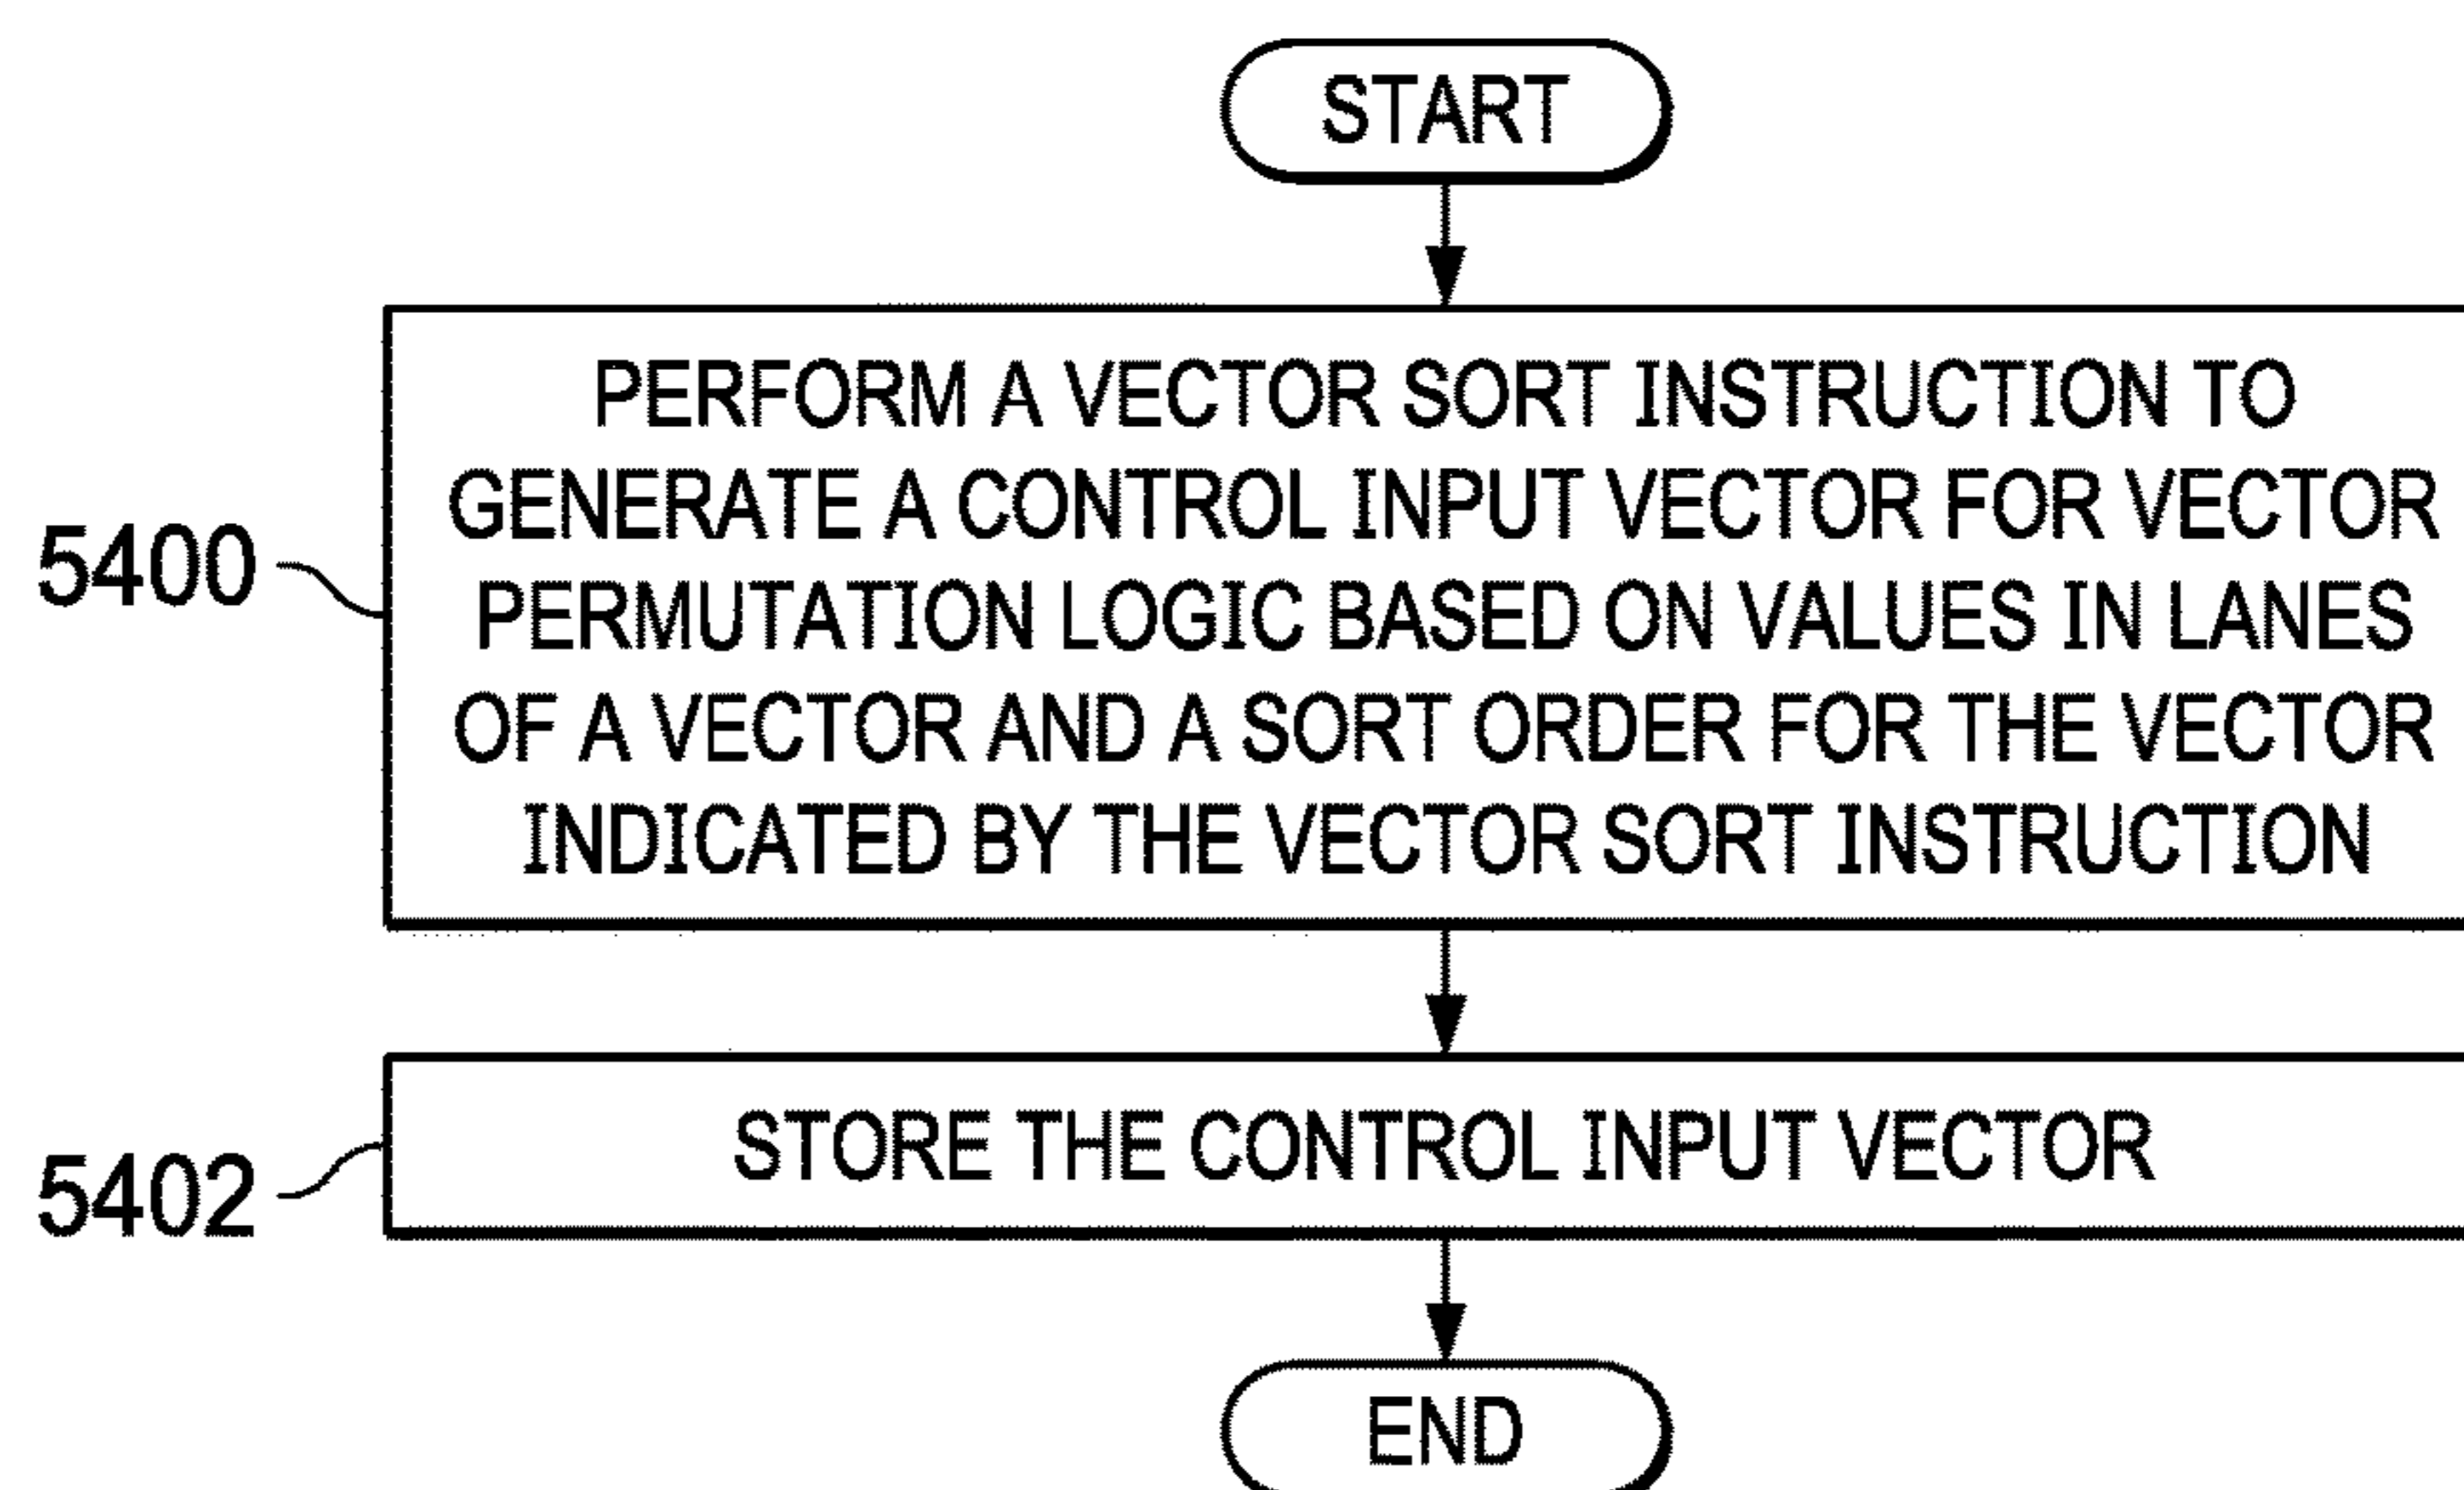 START
PERFORM A VECTOR SORT INSTRUCTION TO
GENERATE A CONTROL INPUT VECTOR FOR VECTOR
5400
PERMUTATION LOGIC BASED ON VALUES IN LANES
OF A VECTOR AND A SORT ORDER FOR THE VECTOR
INDICATED BY THE VECTOR SORT INSTRUCTION
STORE THE CONTROL INPUT VECTOR
5402
END